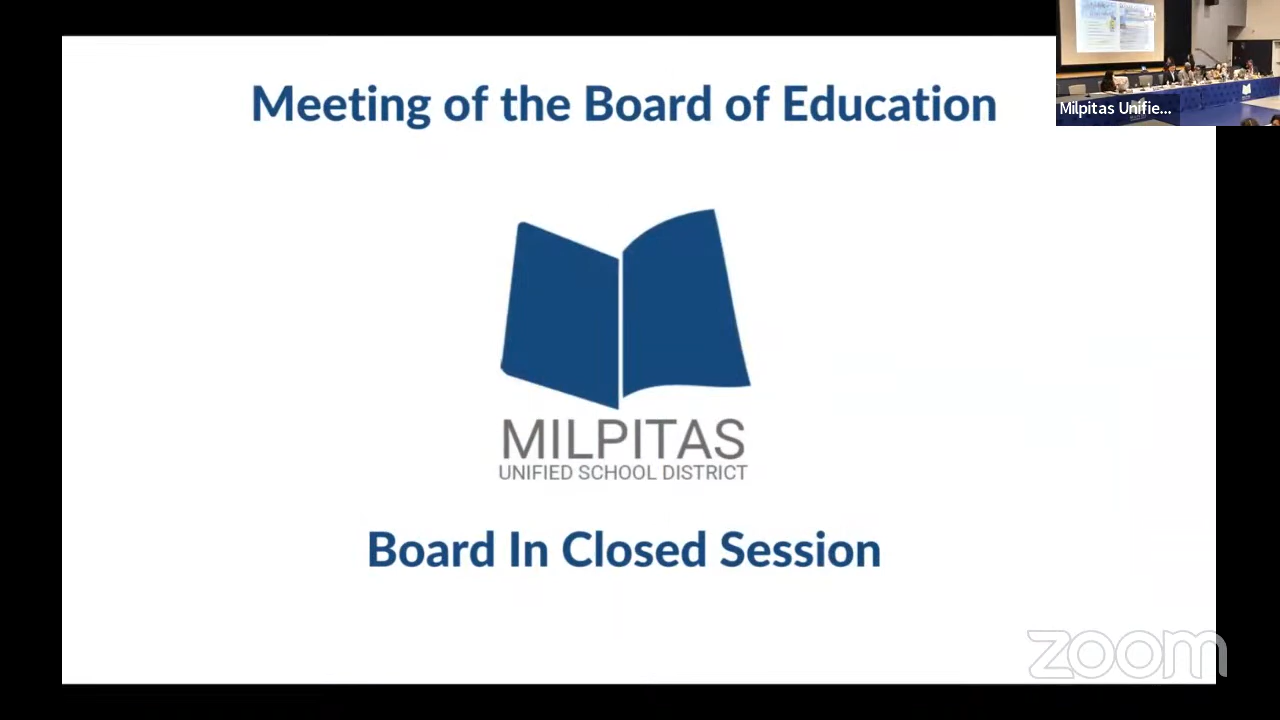 Meeting of the Board of Education
Milpitas Unifie...
MILPITAS
UNIFIED SCHOOL DISTRICT
Board In Closed Session
zoom